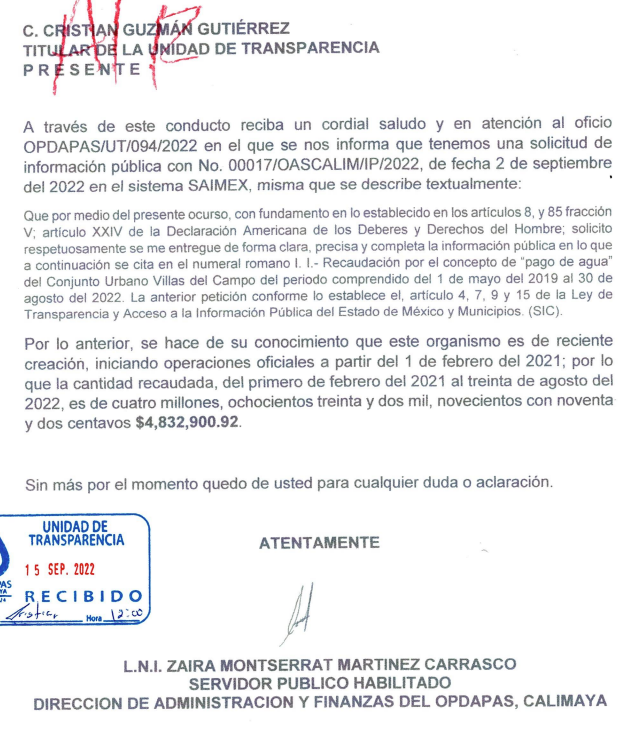 C. CRISTIAN GUZMÁN GUTIÉRREZ
TITULAR DE LA UNIDAD DE TRANSPARENCIA
P R E S E N T E
A través de este conducto reciba un cordial saludo y en atención al oficio
OPDAPAS/UT/094/2022 en el que se nos informa que tenemos una solicitud de
información pública con No. 00017/OASCALIM/IP/2022, de fecha 2 de septiembre
del 2022 en el sistema SAIMEX, misma que se describe textualmente:
Que por medio del presente ocurso, con fundamento en lo establecido en los artículos 8, y 85 fracción
V; artículo XXIV de la Declaración Americana de los Deberes y Derechos del Hombre; solicito
respetuosamente se me entregue de forma clara, precisa y completa la información pública en lo que
a continuación se cita en el numeral romano I. I.- Recaudación por el concepto de “pago de agua”
del Conjunto Urbano Villas del Campo del periodo comprendido del 1 de mayo del 2019 al 30 de
agosto del 2022. La anterior petición conforme lo establece el, artículo 4, 7, 9 y 15 de la Ley de
Transparencia y Acceso a la Información Pública del Estado de México y Municipios. (SIC).
Por lo anterior, se hace de su conocimiento que este organismo es de reciente
creación, iniciando operaciones oficiales a partir del 1 de febrero del 2021; por lo
que la cantidad recaudada, del primero de febrero del 2021 al treinta de agosto del
2022, es de cuatro millones, ochocientos treinta y dos mil, novecientos con noventa
y dos centavos $4,832,900.92.
Sin más por el momento quedo de usted para cualquier duda o aclaración.
UNIDAD DE
TRANSPARENCIA
15 SEP. 2022
RECIBIDO
Hora 12:00
ATENTAMENTE
L.N.I. ZAIRA MONTSERRAT MARTINEZ CARRASCO
SERVIDOR PUBLICO HABILITADO
DIRECCION DE ADMINISTRACION Y FINANZAS DEL OPDAPAS, CALIMAYA